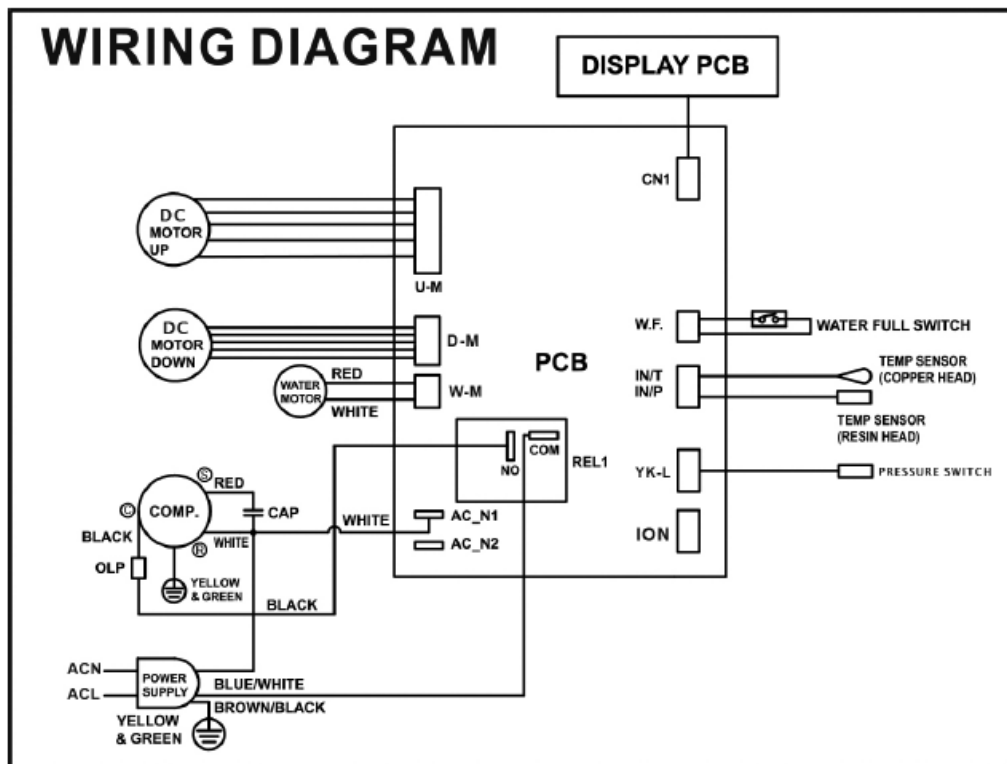 WIRING DIAGRAM
DISPLAY PCB
CN1
DC
MOTOR
UP
U-M
DC
MOTOR
DOWN
D-M
W.F.
WATER FULL SWITCH
PCB
WATER
MOTOR
RED
WHITE
W-M
IN/T
IN/P
TEMP SENSOR
(COPPER HEAD)
TEMP SENSOR
(RESIN HEAD)
NO
COM
REL1
YK-L
PRESSURE SWITCH
S
RED
C
COMP.
CAP
WHITE
AC_N1
AC_N2
ION
BLACK
R
WHITE
OLP
YELLOW
& GREEN
BLACK
ACN
ACL
POWER
SUPPLY
BLUE/WHITE
BROWN/BLACK
YELLOW
& GREEN